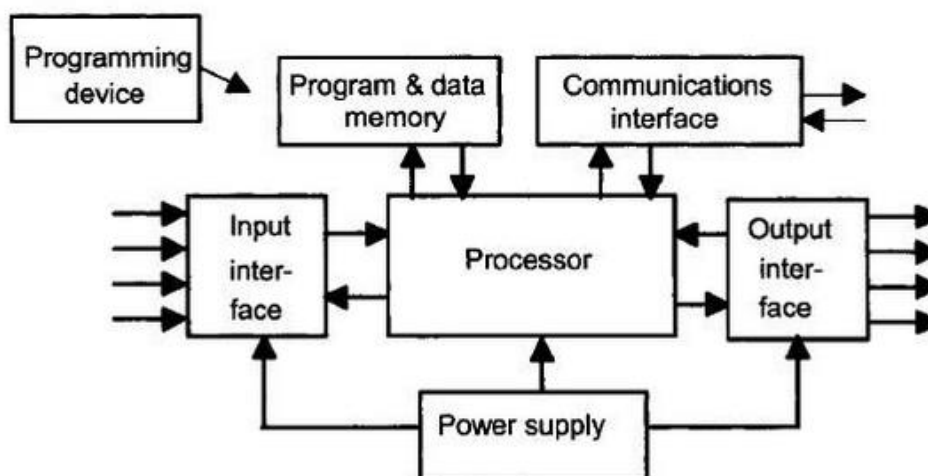 Programming
device
Program & data
memory
Communications
interface
Input
inter-
face
Processor
Output
inter-
face
Power supply